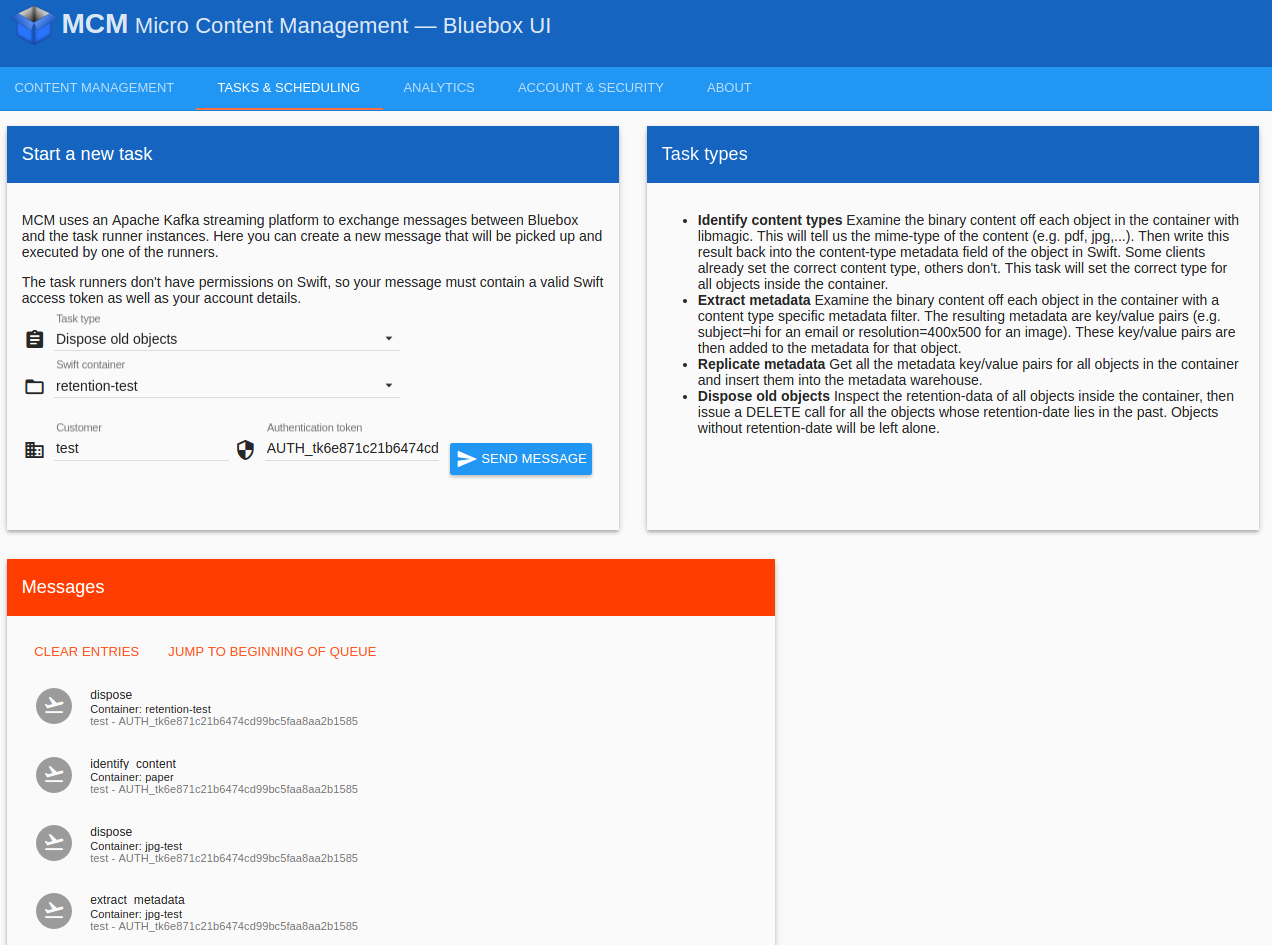 MCM Micro Content Management — Bluebox UI
CONTENT MANAGEMENT TASKS & SCHEDULING ANALYTICS ACCOUNT & SECURITY ABOUT
Start a new task
MCM uses an Apache Kafka streaming platform to exchange messages between Bluebox
and the task runner instances. Here you can create a new message that will be picked up and
executed by one of the runners.
The task runners don't have permissions on Swift, so your message must contain a valid Swift
access token as well as your account details.
Task type
Dispose old objects
Swift container
retention-test
Customer
test
Authentication token
AUTH_tk6e871c21b6474cd
SEND MESSAGE
Task types
• Identify content types Examine the binary content off each object in the container with
libmagic. This will tell us the mime-type of the content (e.g. pdf, jpg,...). Then write this
result back into the content-type metadata field of the object in Swift. Some clients
already set the correct content type, others don't. This task will set the correct type for
all objects inside the container.
• Extract metadata Examine the binary content off each object in the container with a
content type specific metadata filter. The resulting metadata are key/value pairs (e.g.
subject=hi for an email or resolution=400x500 for an image). These key/value pairs are
then added to the metadata for that object.
• Replicate metadata Get all the metadata key/value pairs for all objects in the container
and insert them into the metadata warehouse.
• Dispose old objects Inspect the retention-data of all objects inside the container, then
issue a DELETE call for all the objects whose retention-date lies in the past. Objects
without retention-date will be left alone.
Messages
CLEAR ENTRIES JUMP TO BEGINNING OF QUEUE
dispose
Container: retention-test
test - AUTH_tk6e871c21b6474cd99bc5faa8aa2b1585
identify_content
Container: paper
test - AUTH_tk6e871c21b6474cd99bc5faa8aa2b1585
dispose
Container: jpg-test
test - AUTH_tk6e871c21b6474cd99bc5faa8aa2b1585
extract_metadata
Container: jpg-test
test - AUTH_tk6e871c21b6474cd99bc5faa8aa2b1585